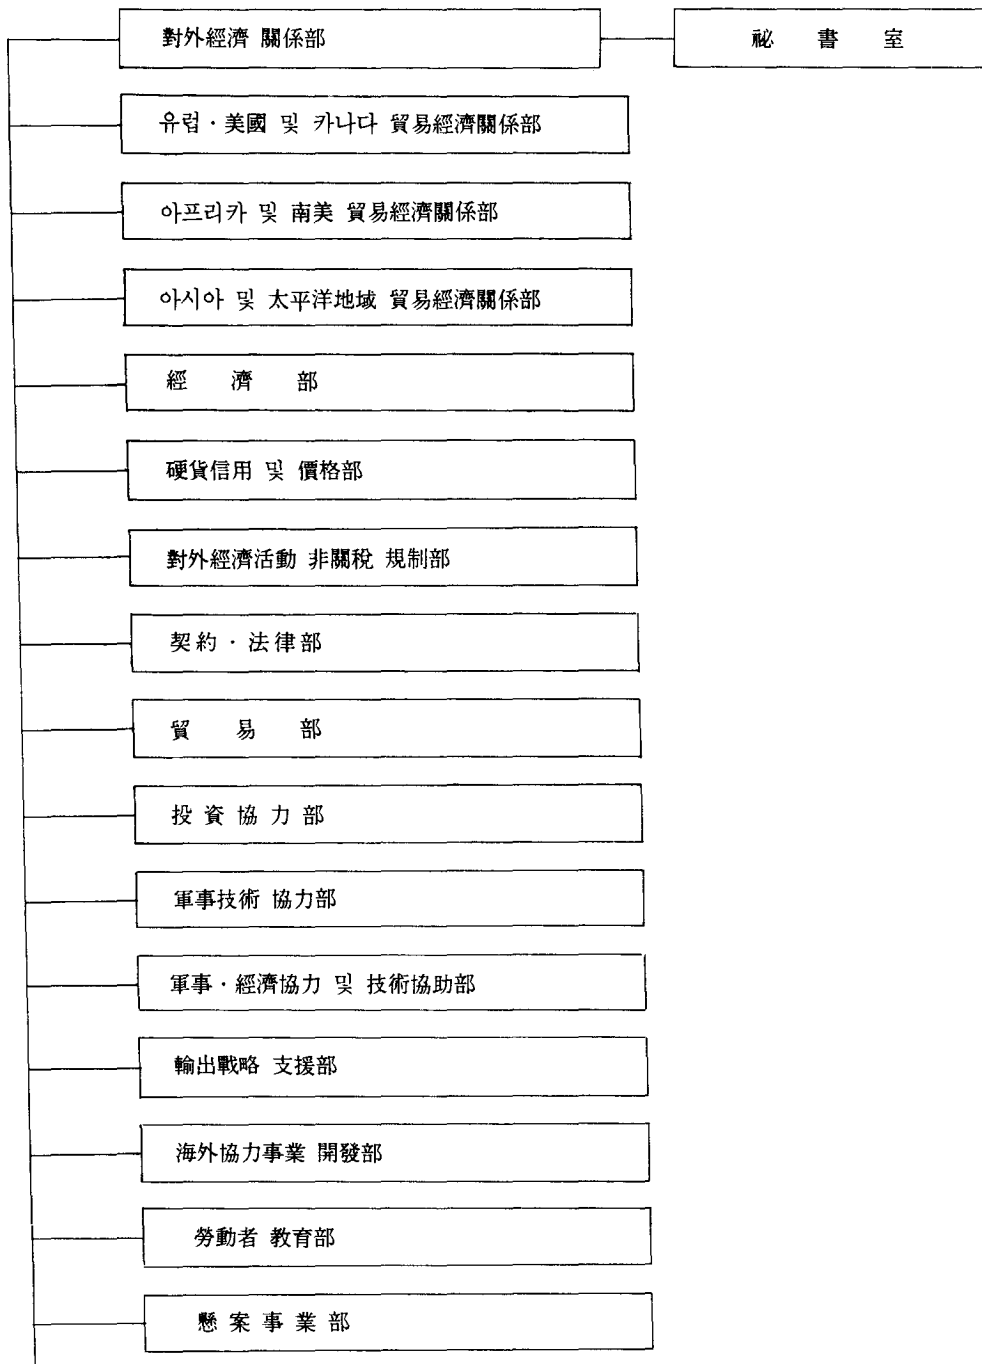 對外經濟 關係部 祕書室
유럽·美國 및 카나다 貿易經濟關係部
아프리카 및 南美 貿易經濟關係部
아시아 및 太平洋地域 貿易經濟關係部
經濟部
硬貨信用 및 價格部
對外經濟活動 非關稅 規制部
契約·法律部
貿易部
投資協力部
軍事技術 協力部
軍事·經濟協力 및 技術協助部
輸出戰略 支援部
海外協力事業 開發部
勞動者 敎育部
懸案事業部